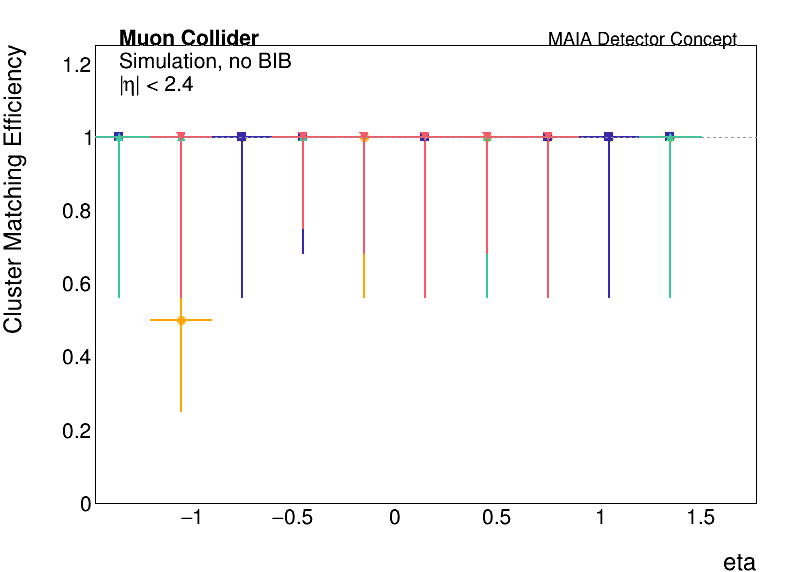 Muon Collider
MAIA Detector Concept
Simulation, no BIB
|η| < 2.4
Cluster Matching Efficiency
1.2
1
0.8
0.6
0.4
0.2
0
−1
−0.5
0
0.5
1
1.5
eta